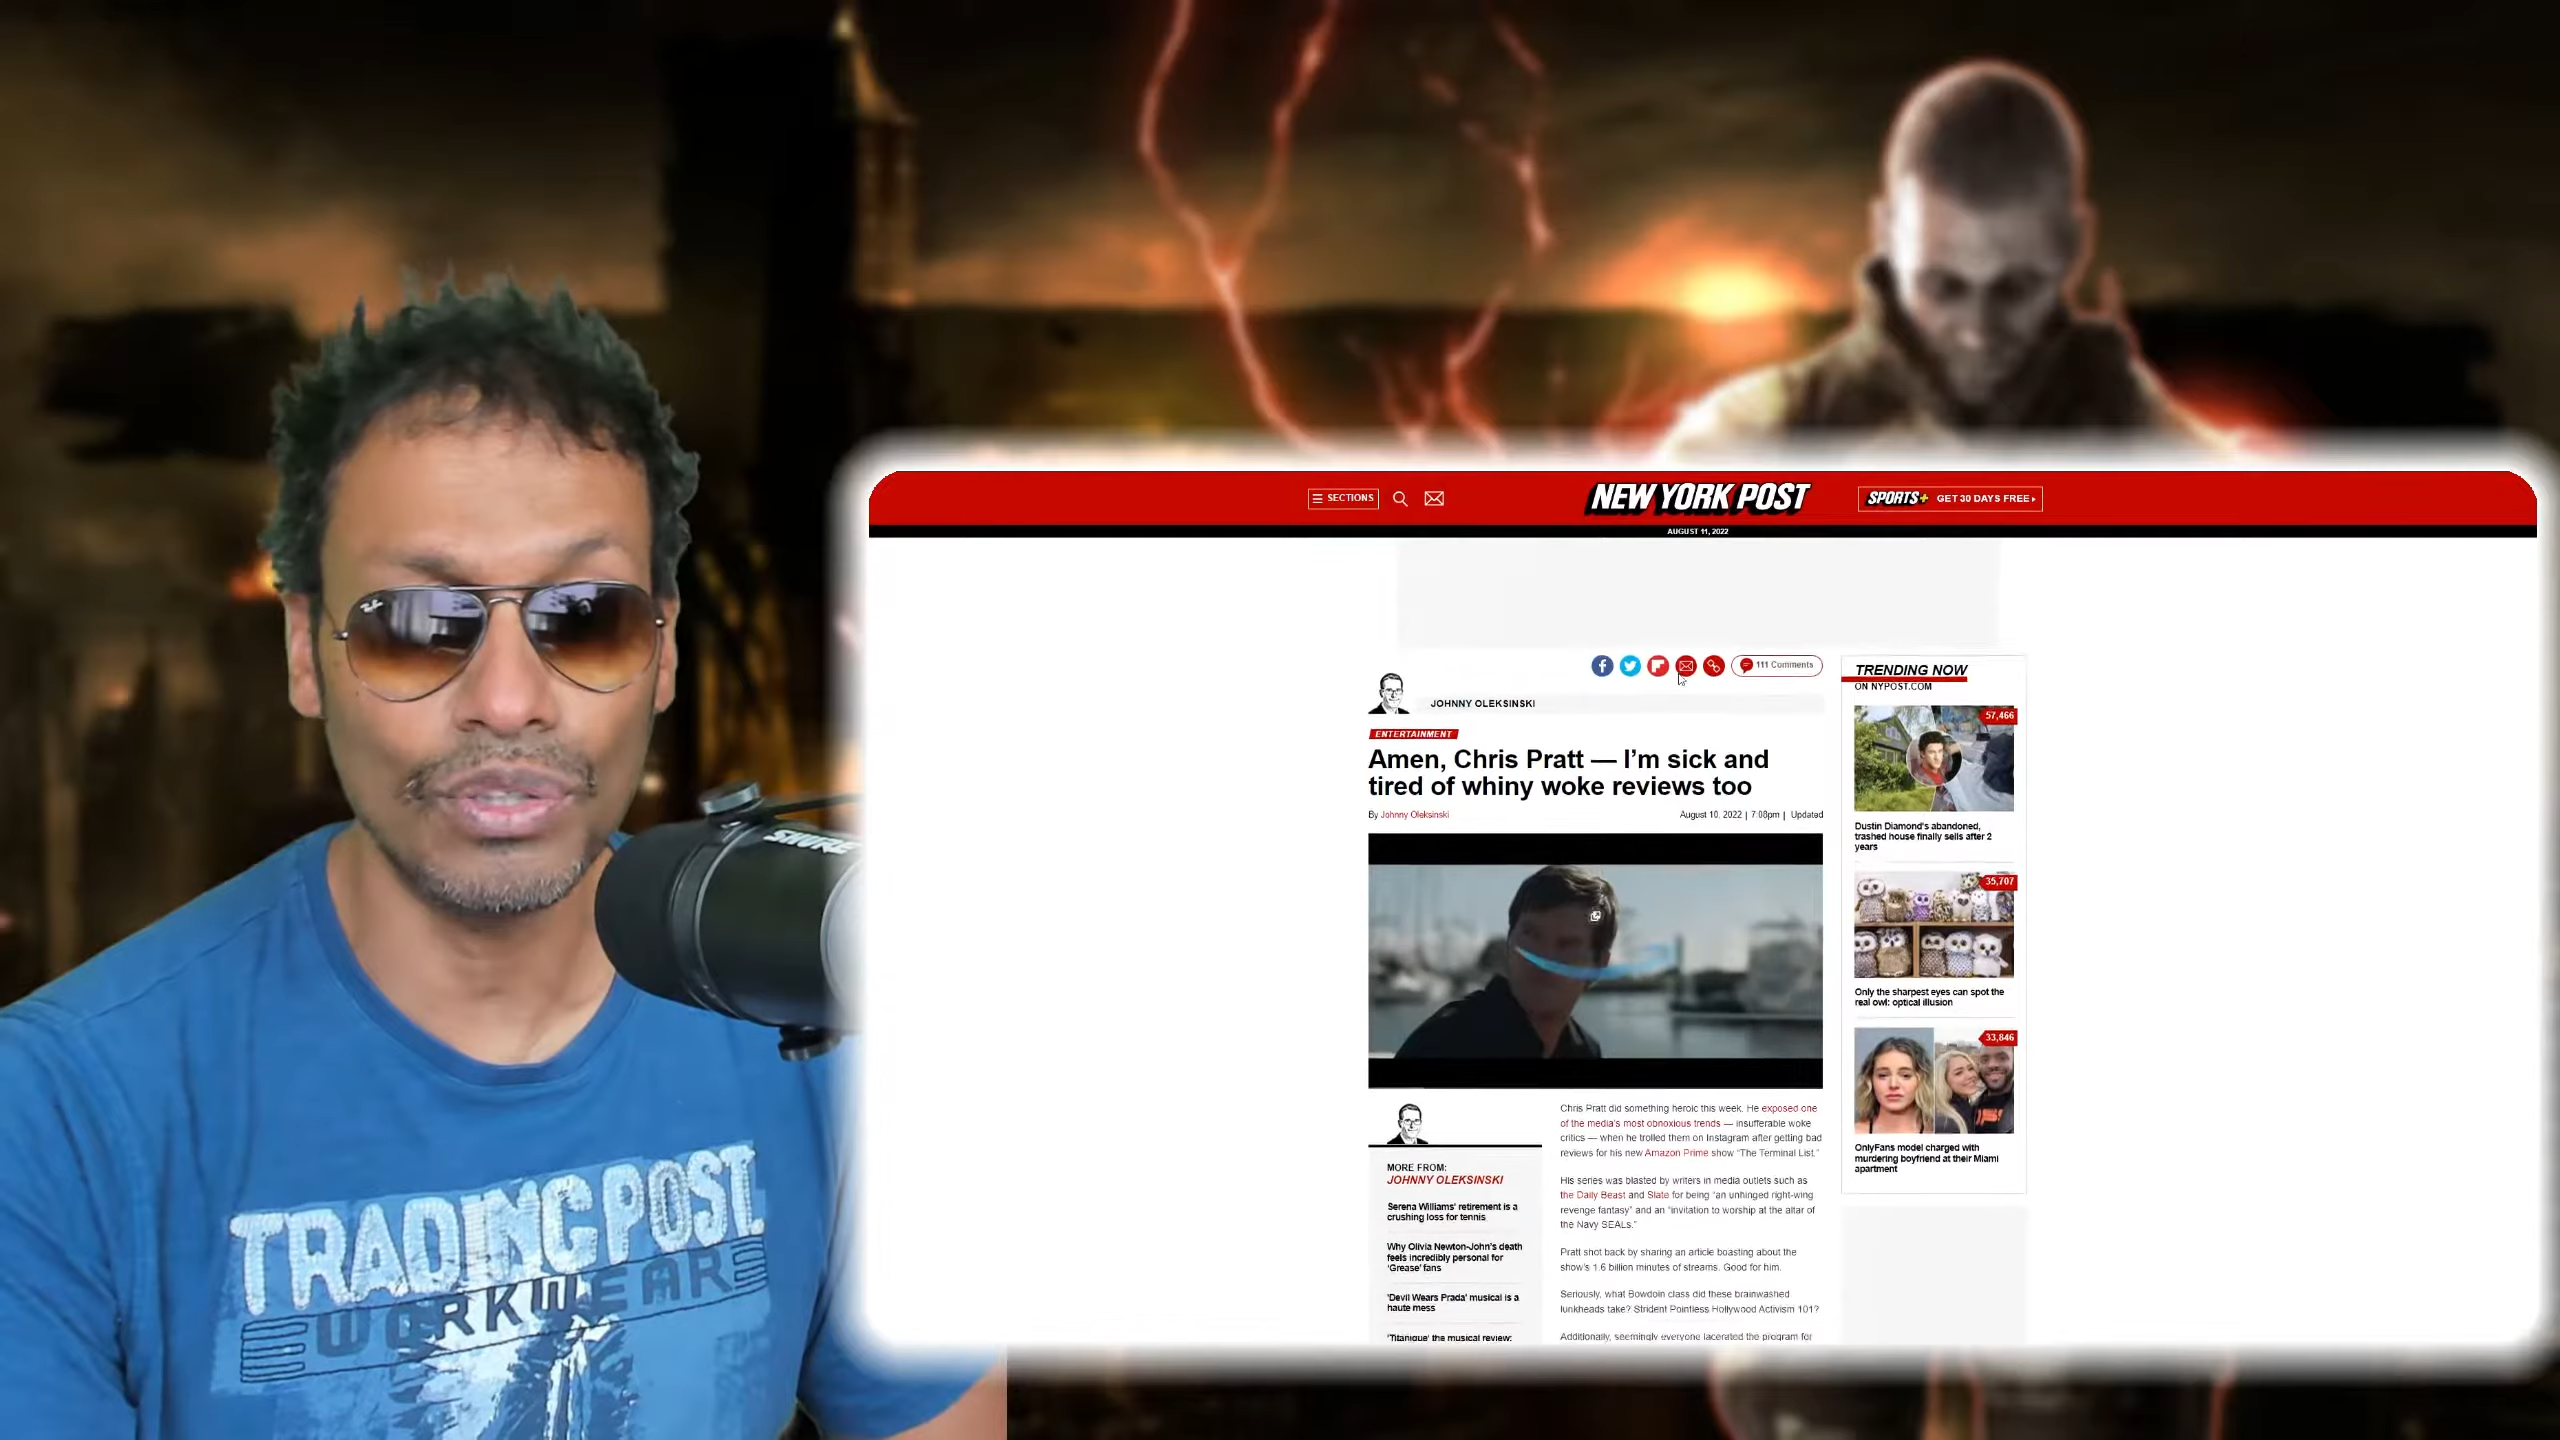 SECTIONS
NEW YORK POST
SPORTS+ GET 30 DAYS FREE
AUGUST 11, 2022
111 Comments
JOHNNY OLEKSINSKI
ENTERTAINMENT
Amen, Chris Pratt — I’m sick and
tired of whiny woke reviews too
By Johnny Oleksinski
August 10, 2022 | 7:08pm | Updated
Chris Pratt did something heroic this week. He exposed one
of the media’s most obnoxious trends — insufferable woke
critics — when he trolled them on Instagram after getting bad
reviews for his new Amazon Prime show “The Terminal List.”
His series was blasted by writers in media outlets such as
the Daily Beast and Slate for being “an unhinged right-wing
revenge fantasy” and an “invitation to worship at the altar of
the Navy SEALs.”
Pratt shot back by sharing an article boasting about the
show’s 1.6 billion minutes of streams. Good for him.
Seriously, what Bowdoin class did these brainwashed
lunkheads take? Strident Pointless Hollywood Activism 101?
Additionally, seemingly everyone lacerated the program for
MORE FROM:
JOHNNY OLEKSINSKI
Serena Williams’ retirement is a
crushing loss for tennis
Why Olivia Newton-John’s death
feels incredibly personal for
‘Grease’ fans
‘Devil Wears Prada’ musical is a
haute mess
‘Titanique’ the musical review:
TRENDING NOW
ON NYPOST.COM
57,466
Dustin Diamond’s abandoned,
trashed house finally sells after 2
years
35,707
Only the sharpest eyes can spot the
real owl: optical illusion
33,846
OnlyFans model charged with
murdering boyfriend at their Miami
apartment
SHURE
Ray-Ban
TRADING POST
WORKWEAR